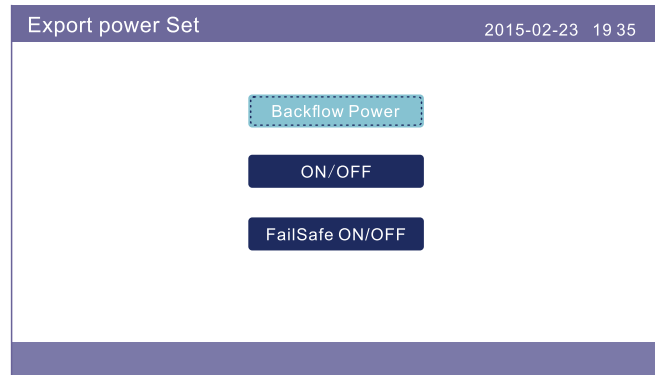 Export power Set
2015-02-23 19 35
Backflow Power
ON/OFF
FailSafe ON/OFF